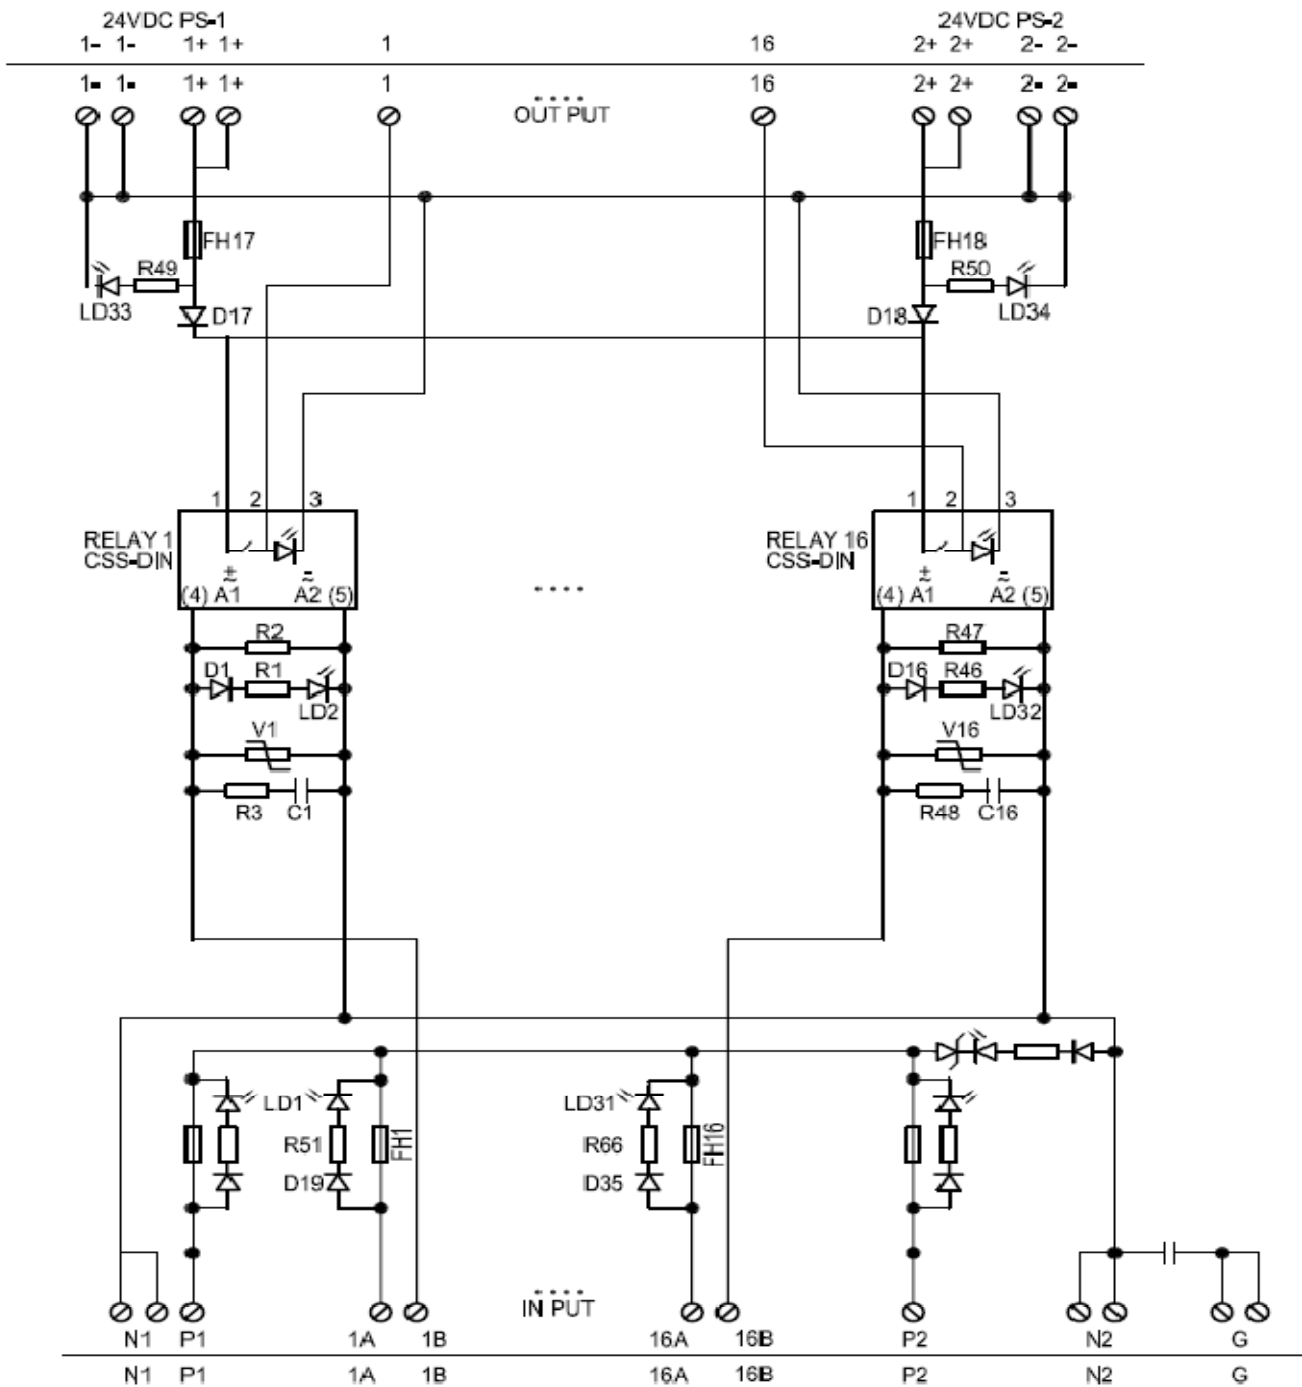 24VDC PS-1 24VDC PS-2
1- 1- 1+ 1+ 1 16 2+ 2+ 2- 2-
1- 1- 1+ 1+ 1 16 2+ 2+ 2- 2-
OUT PUT
FH17 FH18
R49 R50
LD33 D17 D18 LD34
1 2 3 1 2 3
RELAY 1 RELAY 16
CSS-DIN CSS-DIN
(4) A1 A2 (5) (4) A1 A2 (5)
R2 R47
D1 R1 D16 R46
LD2 LD32
V1 V16
R3 C1 R48 C16
LD1 LD31
R51 FH1 R66 FH16
D19 D35
IN PUT
N1 P1 1A 1B 16A 16B P2 N2 G
N1 P1 1A 1B 16A 16B P2 N2 G